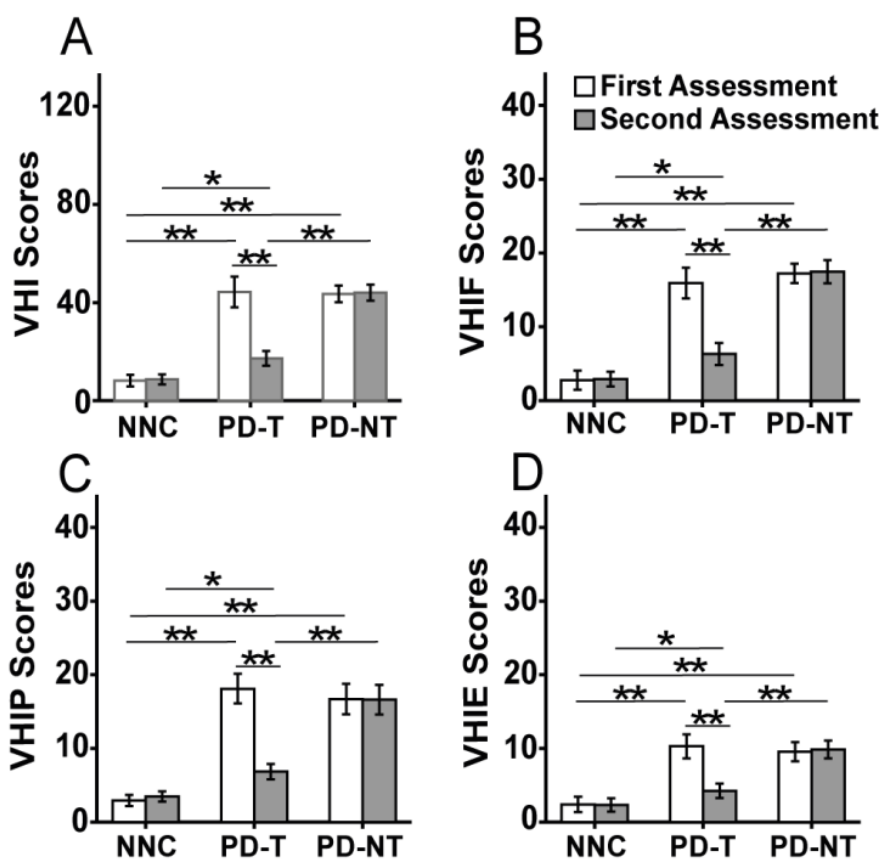 A
VHI Scores
120
80
40
0
*
**
**
**
**
NNC
PD-T
PD-NT
B
First Assessment
Second Assessment
VHIF Scores
40
30
20
10
0
*
**
**
**
**
NNC
PD-T
PD-NT
C
VHIP Scores
40
30
20
10
0
*
**
**
**
**
NNC
PD-T
PD-NT
D
VHIE Scores
40
30
20
10
0
*
**
**
**
**
NNC
PD-T
PD-NT